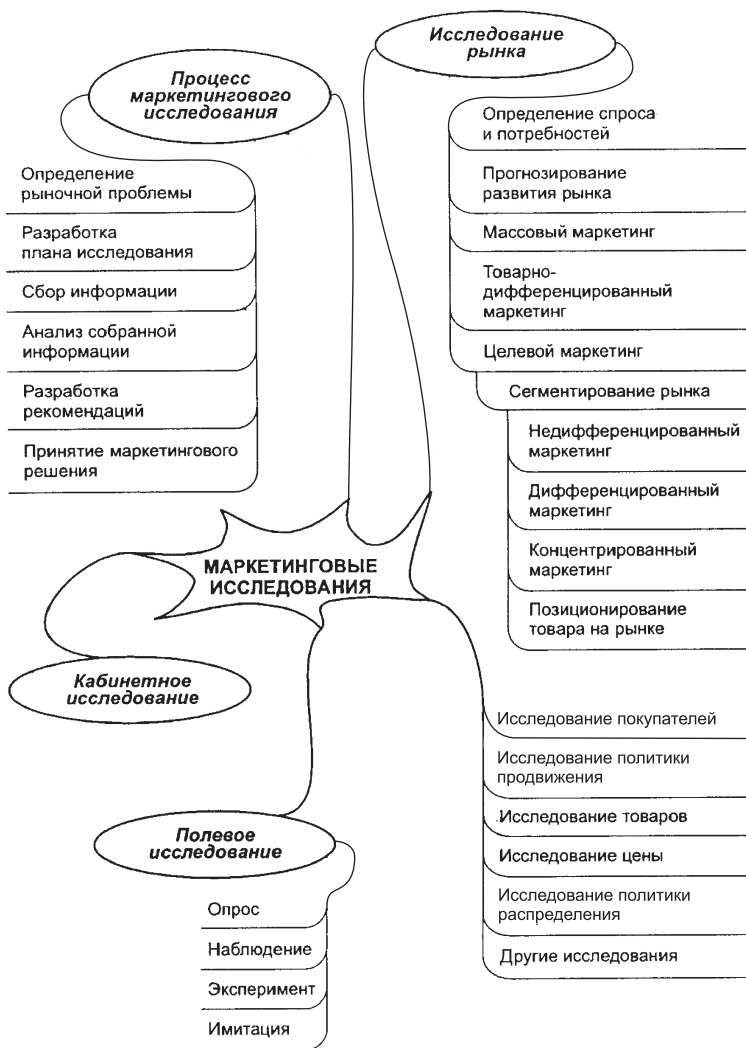 Исследование
рынка
Процесс
маркетингового
исследования
Определение спроса
и потребностей
Прогнозирование
развития рынка
Массовый маркетинг
Товарно-
дифференцированный
маркетинг
Целевой маркетинг
Сегментирование рынка
Недифференцированный
маркетинг
Дифференцированный
маркетинг
Концентрированный
маркетинг
Позиционирование
товара на рынке
Определение
рыночной проблемы
Разработка
плана исследования
Сбор информации
Анализ собранной
информации
Разработка
рекомендаций
Принятие маркетингового
решения
МАРКЕТИНГОВЫЕ
ИССЛЕДОВАНИЯ
Кабинетное
исследование
Исследование покупателей
Исследование политики
продвижения
Исследование товаров
Исследование цены
Исследование политики
распределения
Другие исследования
Полевое
исследование
Опрос
Наблюдение
Эксперимент
Имитация